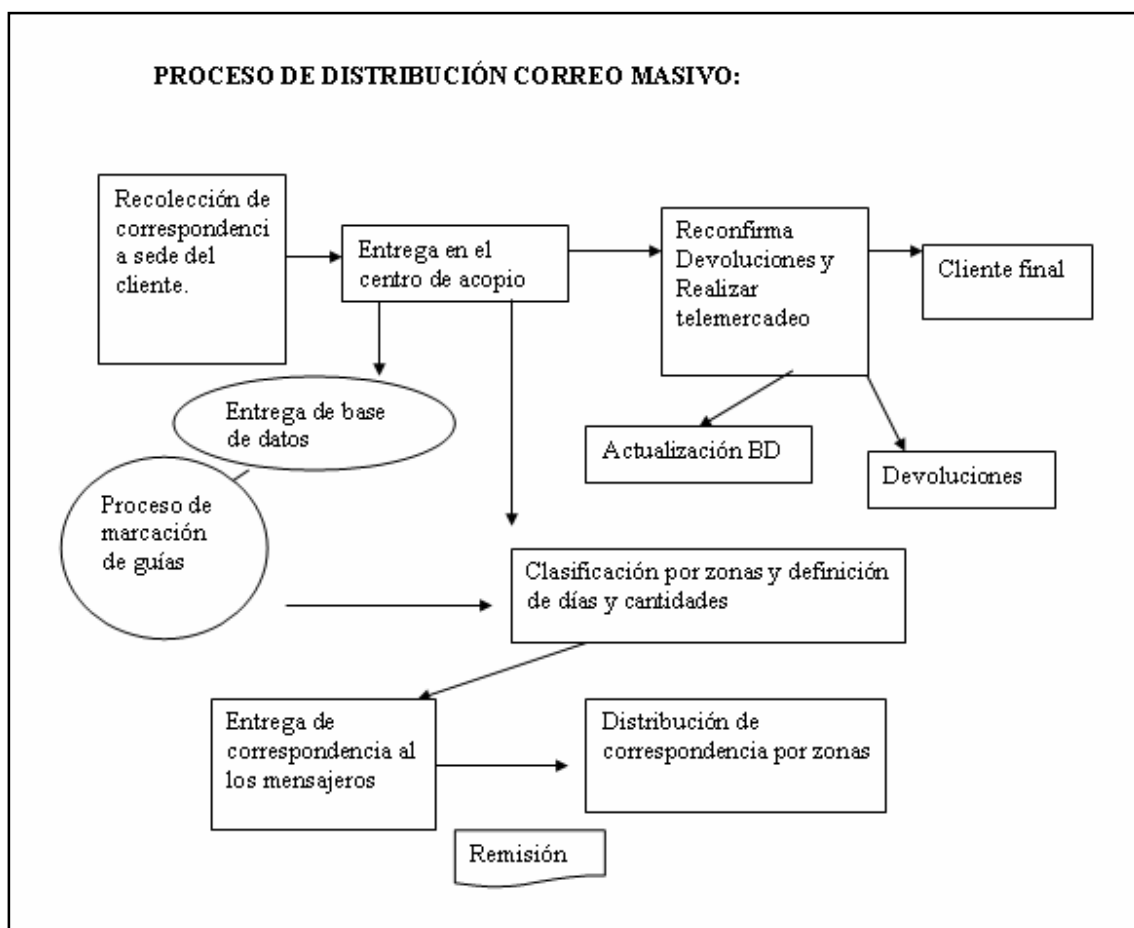 PROCESO DE DISTRIBUCIÓN CORREO MASIVO:
Recolección de
correspondenci
a sede del
cliente.
Entrega en el
centro de acopio
Reconfirma
Devoluciones y
Realizar
telemercadeo
Cliente final
Entrega de base
de datos
Actualización BD
Devoluciones
Proceso de
marcación
de guías
Clasificación por zonas y definición
de días y cantidades
Entrega de
correspondencia al
los mensajeros
Distribución de
correspondencia por zonas
Remisión